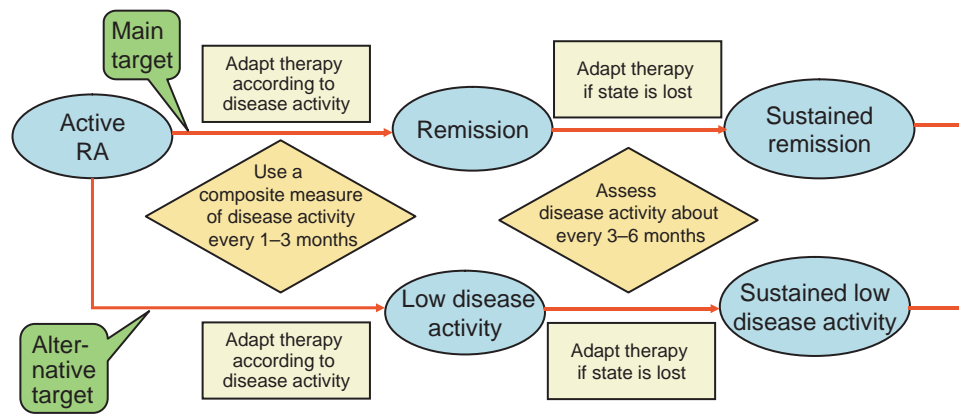 Main
target
Adapt therapy
according to
disease activity
Adapt therapy
if state is lost
Active
RA
Remission
Sustained
remission
Use a
composite measure
of disease activity
every 1–3 months
Assess
disease activity about
every 3–6 months
Low disease
activity
Sustained low
disease activity
Alter-
native
target
Adapt therapy
according to
disease activity
Adapt therapy
if state is lost